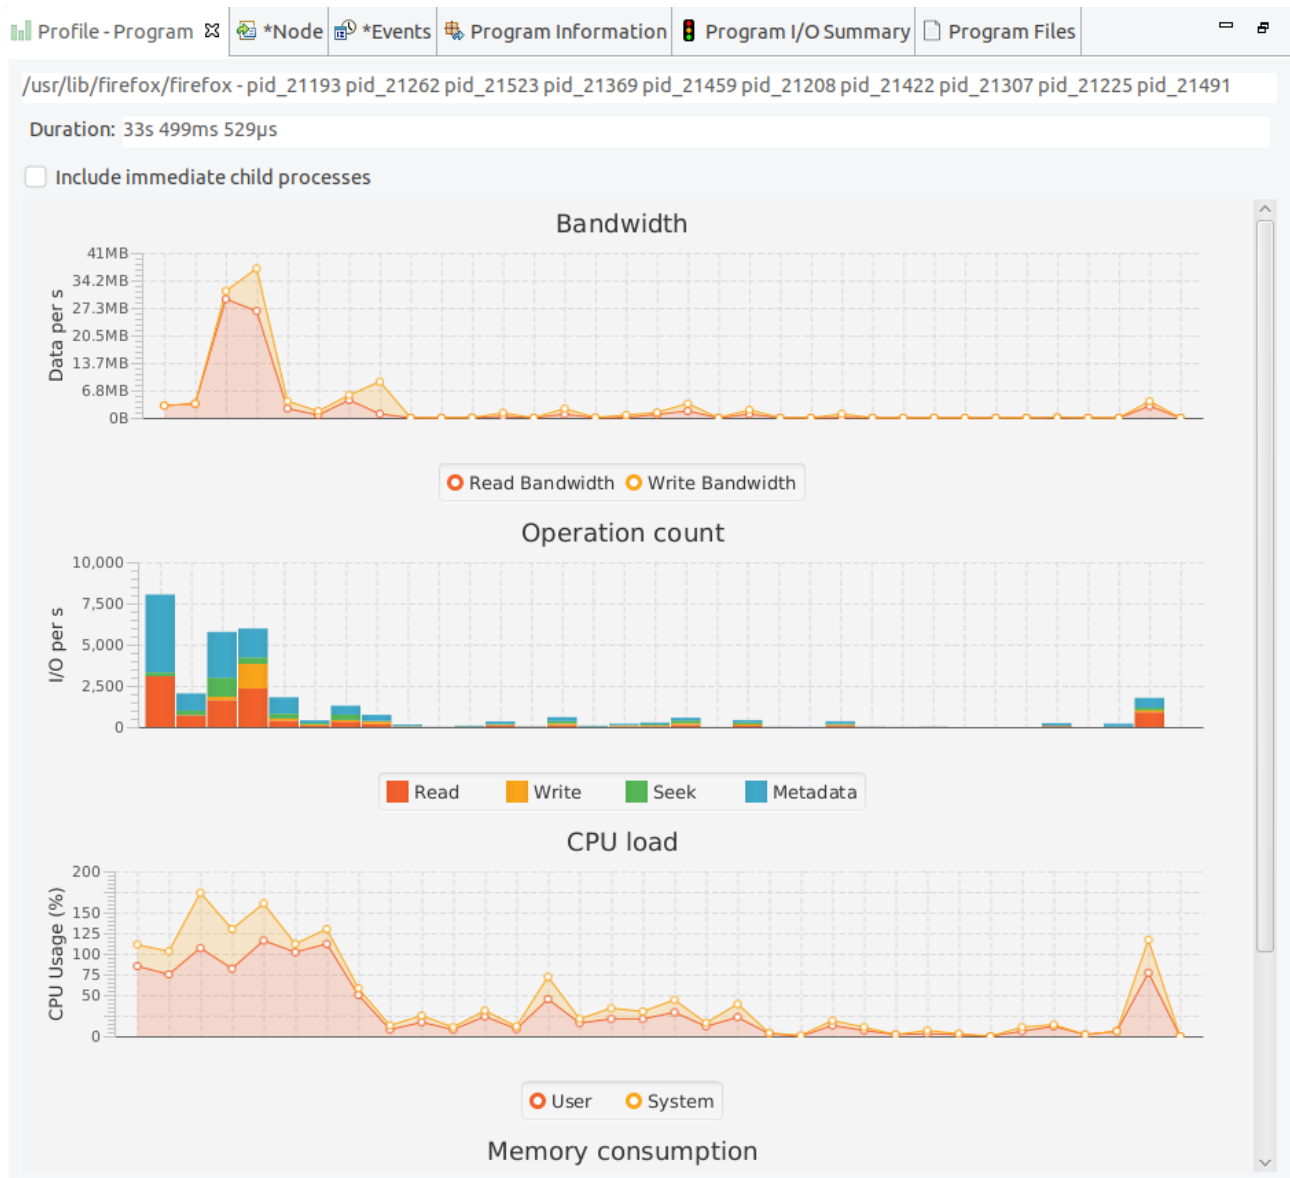 Profile - Program *Node *Events Program Information Program I/O Summary Program Files
/usr/lib/firefox/firefox - pid_21193 pid_21262 pid_21523 pid_21369 pid_21459 pid_21208 pid_21422 pid_21307 pid_21225 pid_21491
Duration: 33s 499ms 529µs
Include immediate child processes
Bandwidth
Data per s
41MB
34.2MB
27.3MB
20.5MB
13.7MB
6.8MB
0B
Read Bandwidth Write Bandwidth
Operation count
I/O per s
10,000
7,500
5,000
2,500
0
Read Write Seek Metadata
CPU load
CPU Usage (%)
200
150
125
100
75
50
0
User System
Memory consumption